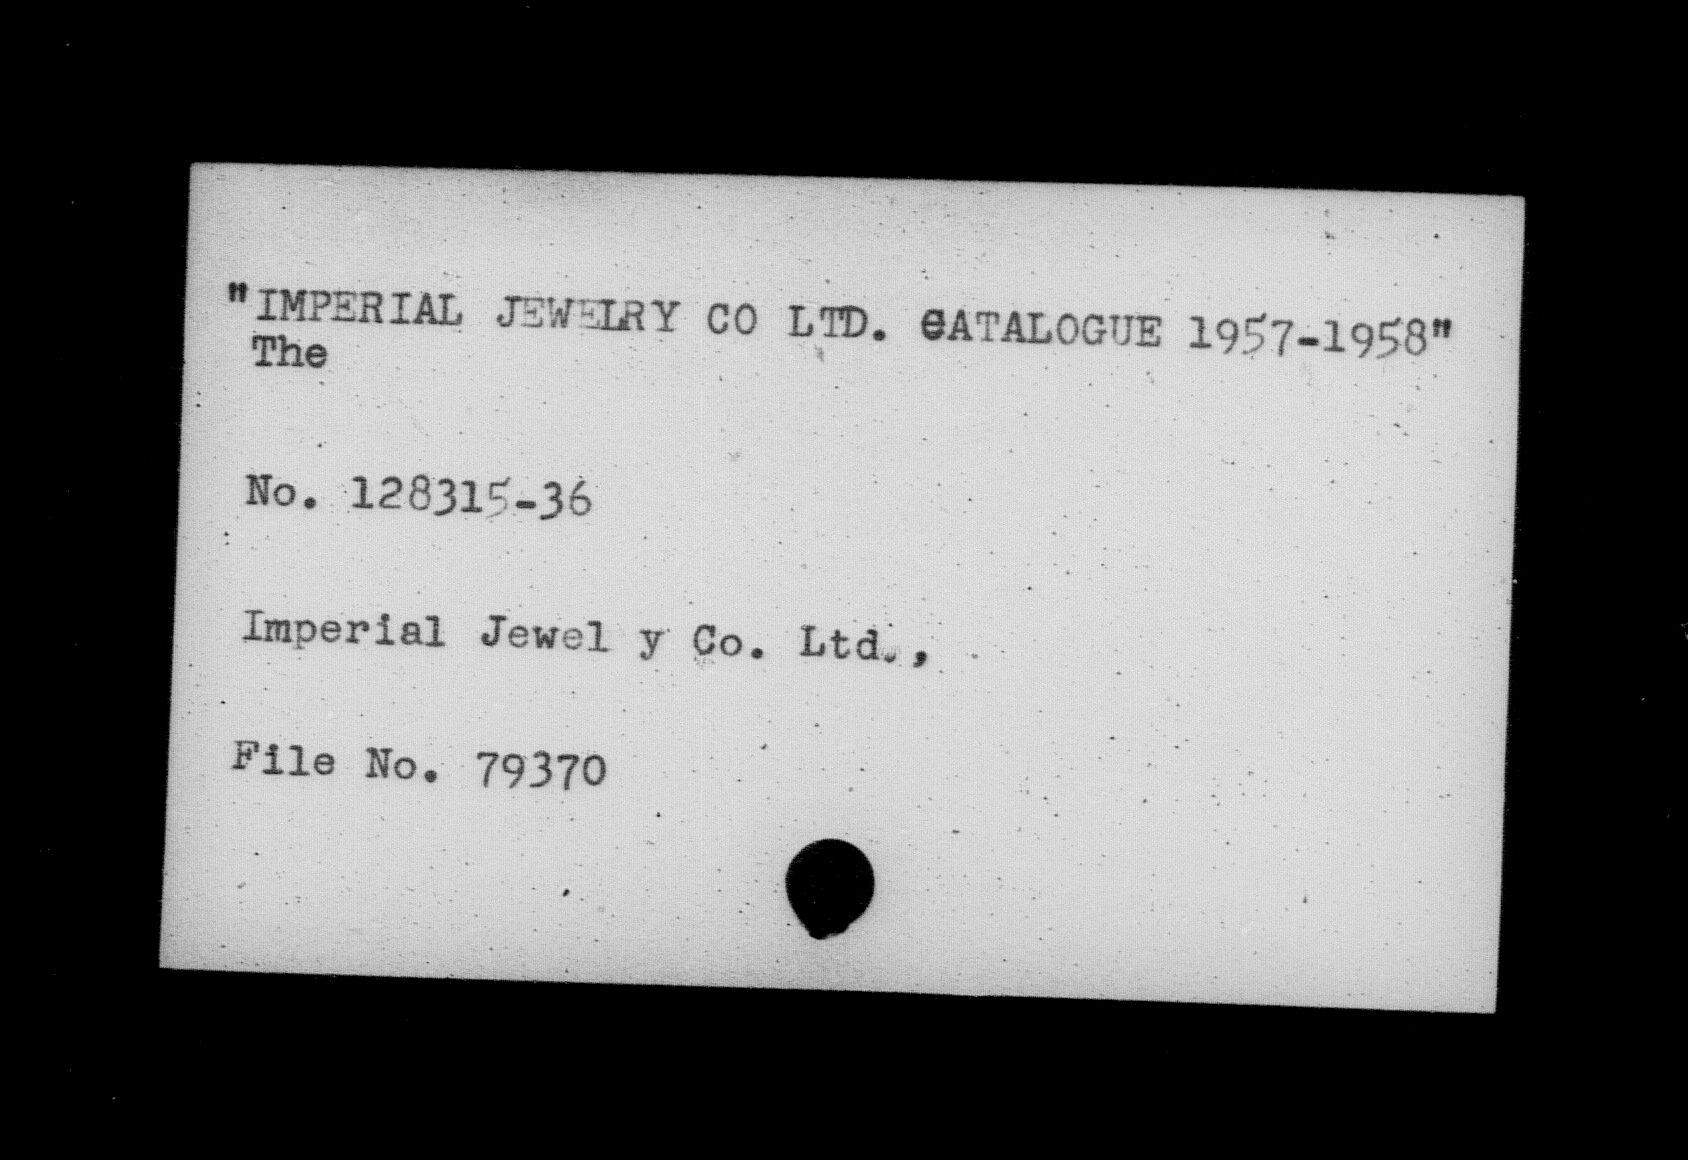 "IMPERIAL JEWELRY CO LTD. CATALOGUE 1957-1958"
The
No. 128315-36
Imperial Jewel y Co. Ltd.,
File No. 79370